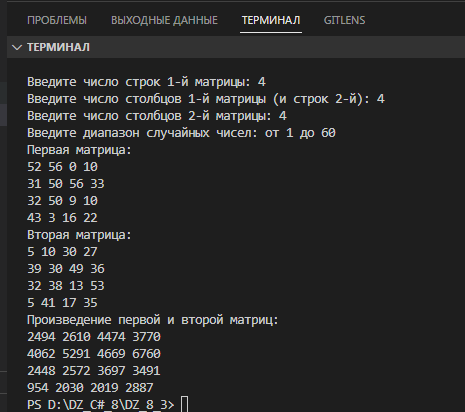 ПРОБЛЕМЫ ВЫХОДНЫЕ ДАННЫЕ ТЕРМИНАЛ GITLENS
ТЕРМИНАЛ
Введите число строк 1-й матрицы: 4
Введите число столбцов 1-й матрицы (и строк 2-й): 4
Введите число столбцов 2-й матрицы: 4
Введите диапазон случайных чисел: от 1 до 60
Первая матрица:
52 56 0 10
31 50 56 33
32 50 9 10
43 3 16 22
Вторая матрица:
5 10 30 27
39 30 49 36
32 38 13 53
5 41 17 35
Произведение первой и второй матриц:
2494 2610 4474 3770
4062 5291 4669 6760
2448 2572 3697 3491
954 2030 2019 2887
PS D:\DZ_C#_8\DZ_8_3>